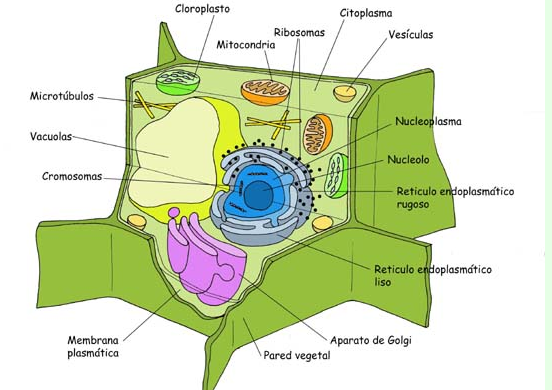 Cloroplasto
Citoplasma
Ribosomas
Vesículas
Mitocondria
Microtúbulos
Nucleoplasma
Vacuolas
Nucleolo
Cromosomas
Retículo endoplasmático
rugoso
Retículo endoplasmático
liso
Membrana
plasmática
Aparato de Golgi
Pared vegetal